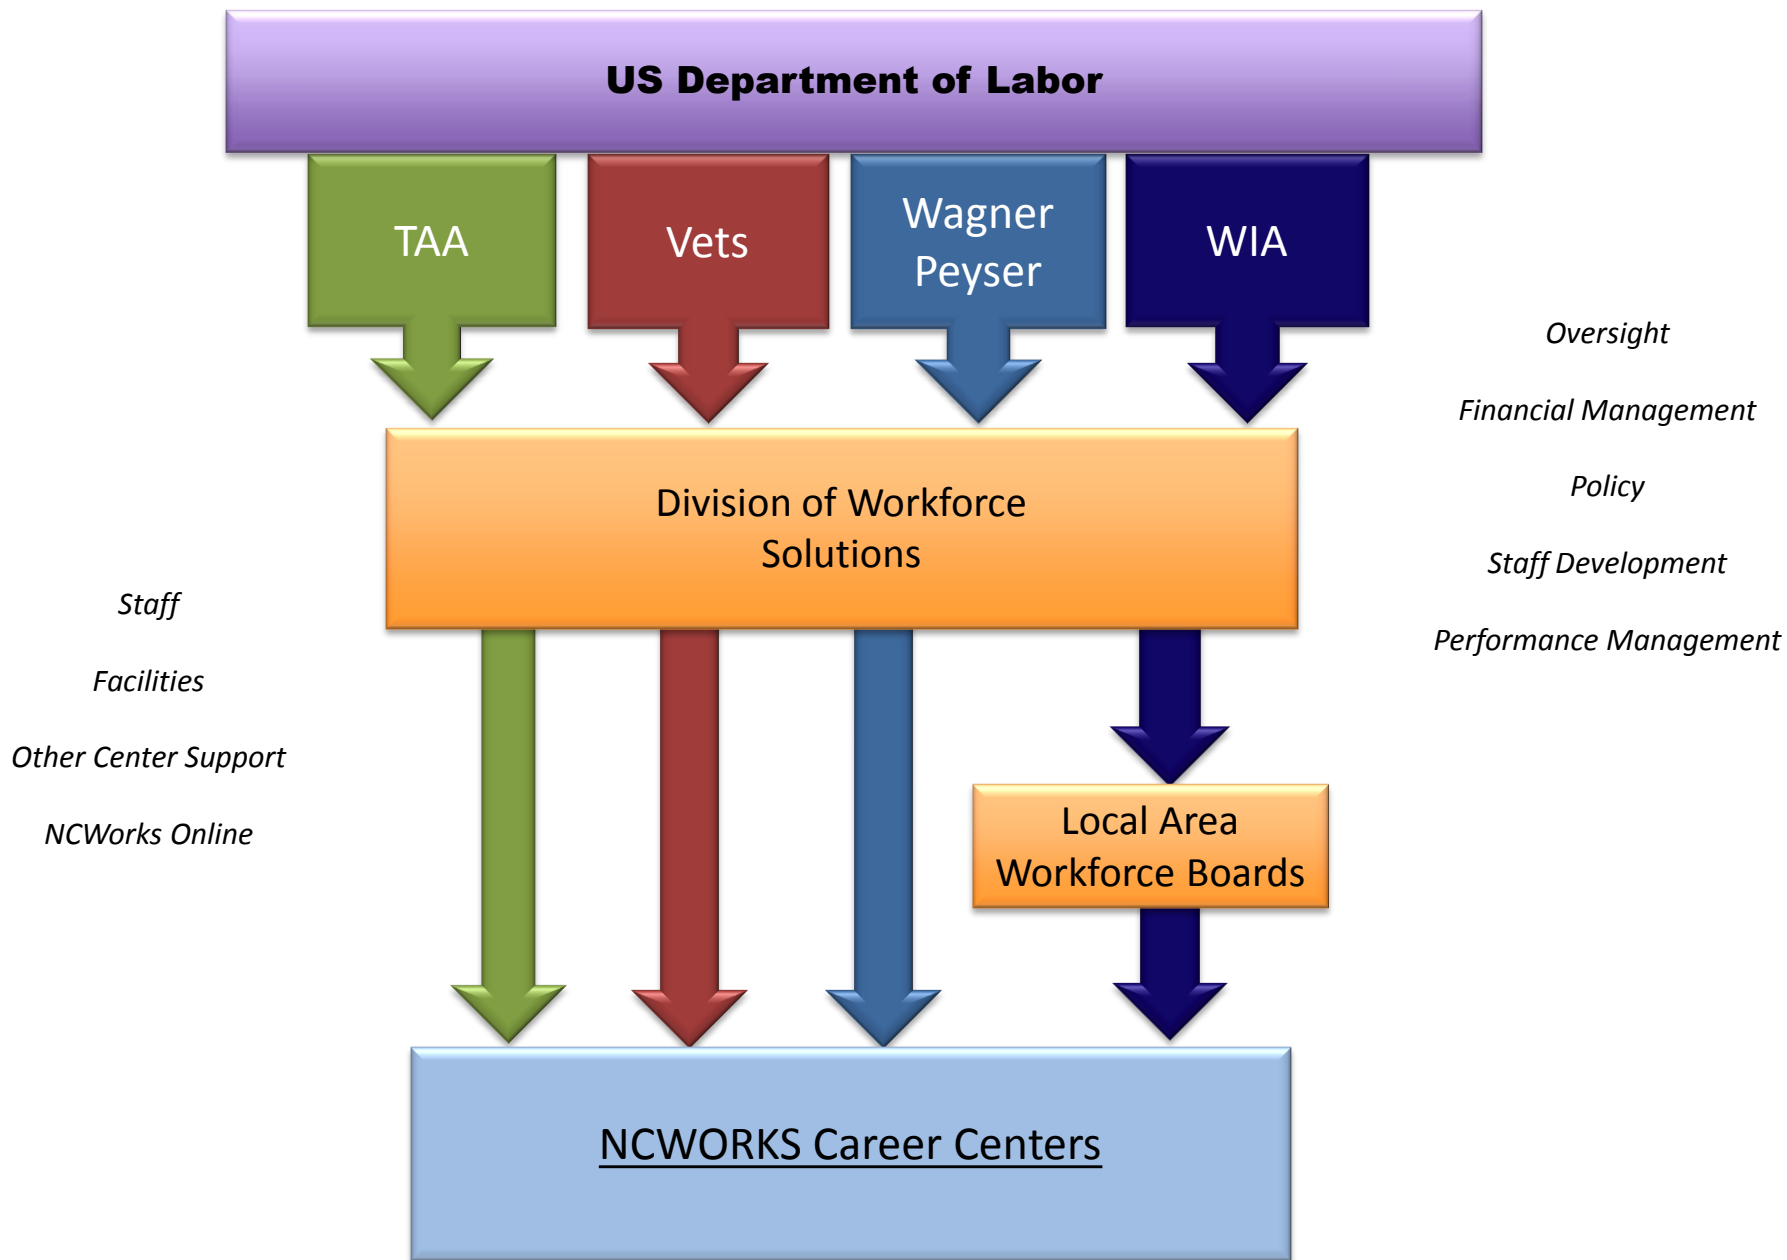 US Department of Labor
TAA
Vets
Wagner
Peyser
WIA
Oversight
Financial Management
Policy
Staff Development
Performance Management
Division of Workforce
Solutions
Staff
Facilities
Other Center Support
NCWorks Online
Local Area
Workforce Boards
NCWORKS Career Centers